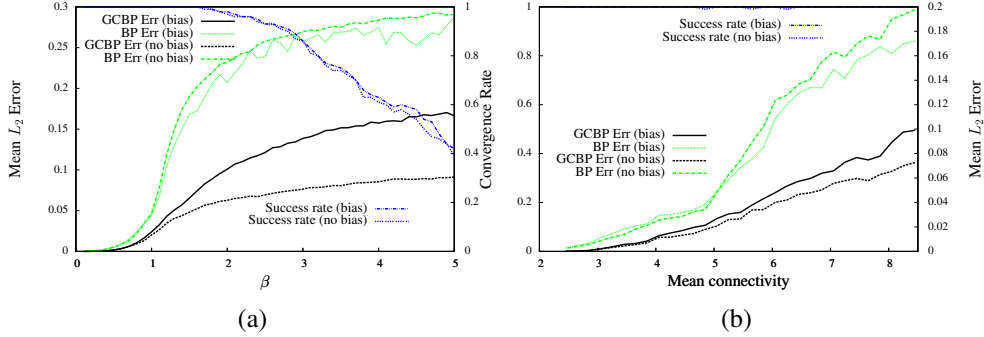 GCBP Err (bias)
BP Err (bias)
GCBP Err (no bias)
BP Err (no bias)
Success rate (bias)
Success rate (no bias)
0
0.05
0.1
0.15
0.2
0.25
0.3
Mean L2 Error
0 1 2 3 4 5
β
0
0.2
0.4
0.6
0.8
1
Convergence Rate
(a)
Success rate (bias)
Success rate (no bias)
GCBP Err (bias)
BP Err (bias)
GCBP Err (no bias)
BP Err (no bias)
0
0.2
0.4
0.6
0.8
1
2 3 4 5 6 7 8
Mean connectivity
0
0.02
0.04
0.06
0.08
0.1
0.12
0.14
0.16
0.18
0.2
Mean L2 Error
(b)